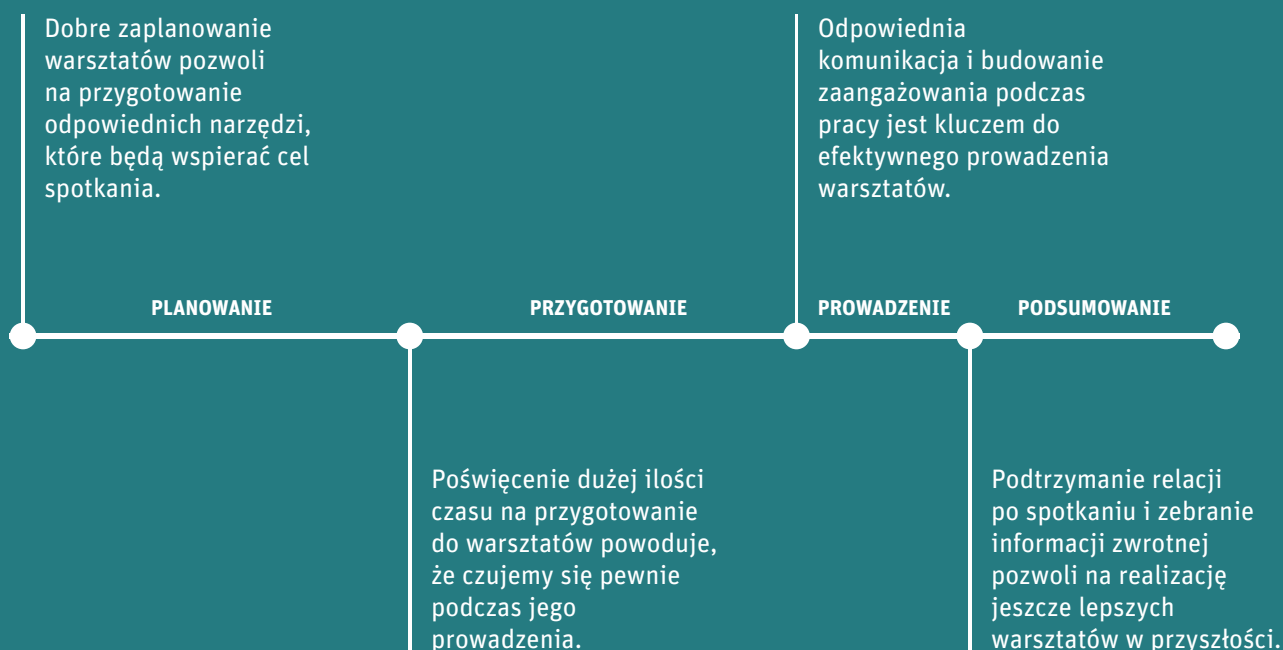 Dobre zaplanowanie
warsztatów pozwoli
na przygotowanie
odpowiednich narzędzi,
które będą wspierać cel
spotkania.
Odpowiednia
komunikacja i budowanie
zaangażowania podczas
pracy jest kluczem do
efektywnego prowadzenia
warsztatów.
PLANOWANIE
PRZYGOTOWANIE
PROWADZENIE
PODSUMOWANIE
Poświęcenie dużej ilości
czasu na przygotowanie
do warsztatów powoduje,
że czujemy się pewnie
podczas jego
prowadzenia.
Podtrzymanie relacji
po spotkaniu i zebranie
informacji zwrotnej
pozwoli na realizację
jeszcze lepszych
warsztatów w przyszłości.